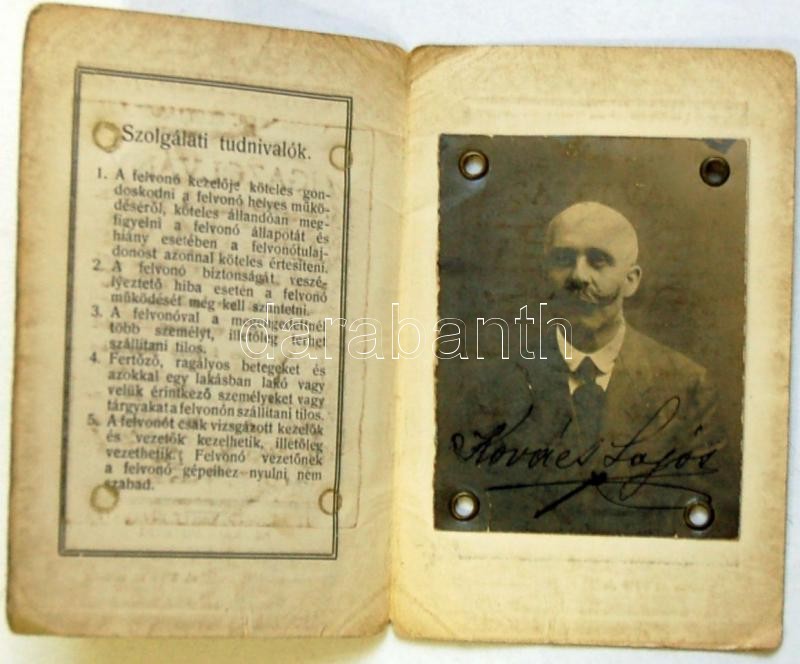 Szolgálati tudnivalók.
1. A felvonó kezelője köteles gon-
doskodni a felvonó helyes műkö-
déséről, köteles állandóan meg-
figyelni a felvonó állapotát és
hiány esetében a felvonótulaj-
donost azonnal köteles értesíteni.
2. A felvonó biztonságát veszé-
lyeztető hiba esetén a felvonó
működését meg kell szüntetni.
3. A felvonóval a megengedettnél
több személyt, illetőleg terhet
szállítani tilos.
4. Fertőző, ragályos betegeket és
azokkal egy lakásban lakó vagy
velük érintkező személyeket vagy
tárgyakat a felvonón szállítani tilos.
5. A felvonót csak vizsgázott kezelők
és vezetők kezelhetik, illetőleg
vezethetik. Felvonó vezetőnek
a felvonó gépeihez nyulni nem
szabad.
Kovács Lajos
darabanth